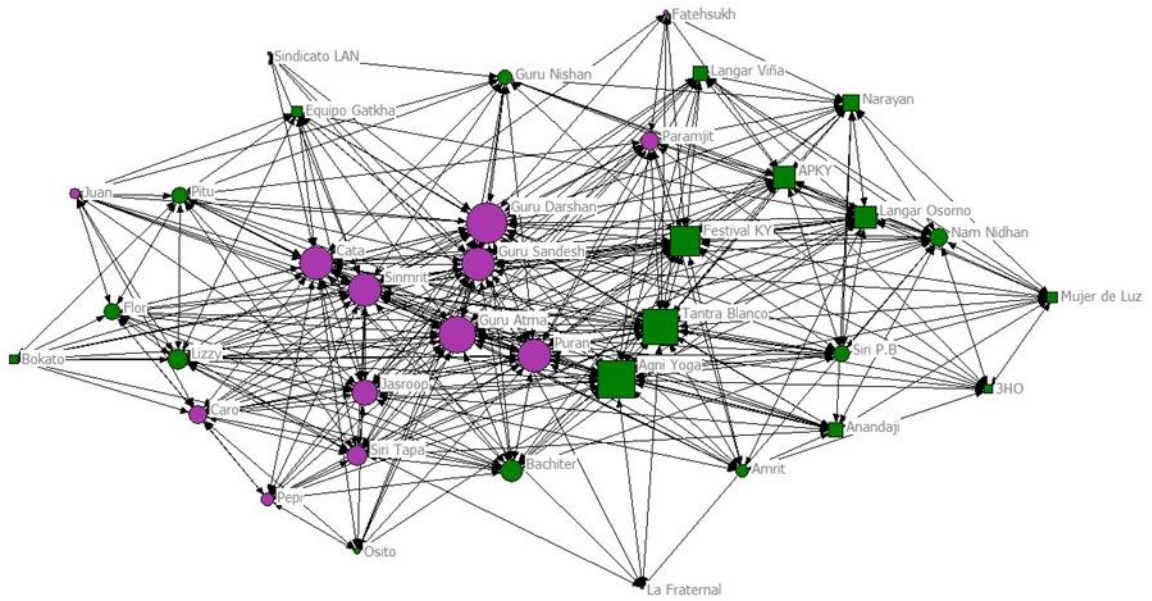 Fatehsukh
Sindicato LAN
Guru Nishan
Langar Viña
Equipo Gatkha
Narayan
Paramjit
APKY
Juan
Pitu
Guru Darshan
Langar Osorno
Festival KY
Nam Nidhan
Cata
Guru Sandesh
Sinmrit
Mujer de Luz
Flor
Tantra Blanco
Guru Atma
Puran
Siri P.B
Bokato
Lizzy
Agni Yoga
Jasroop
3HO
Caro
Anandaji
Siri Tapa
Bachiter
Amrit
Pepi
Osito
La Fraternal